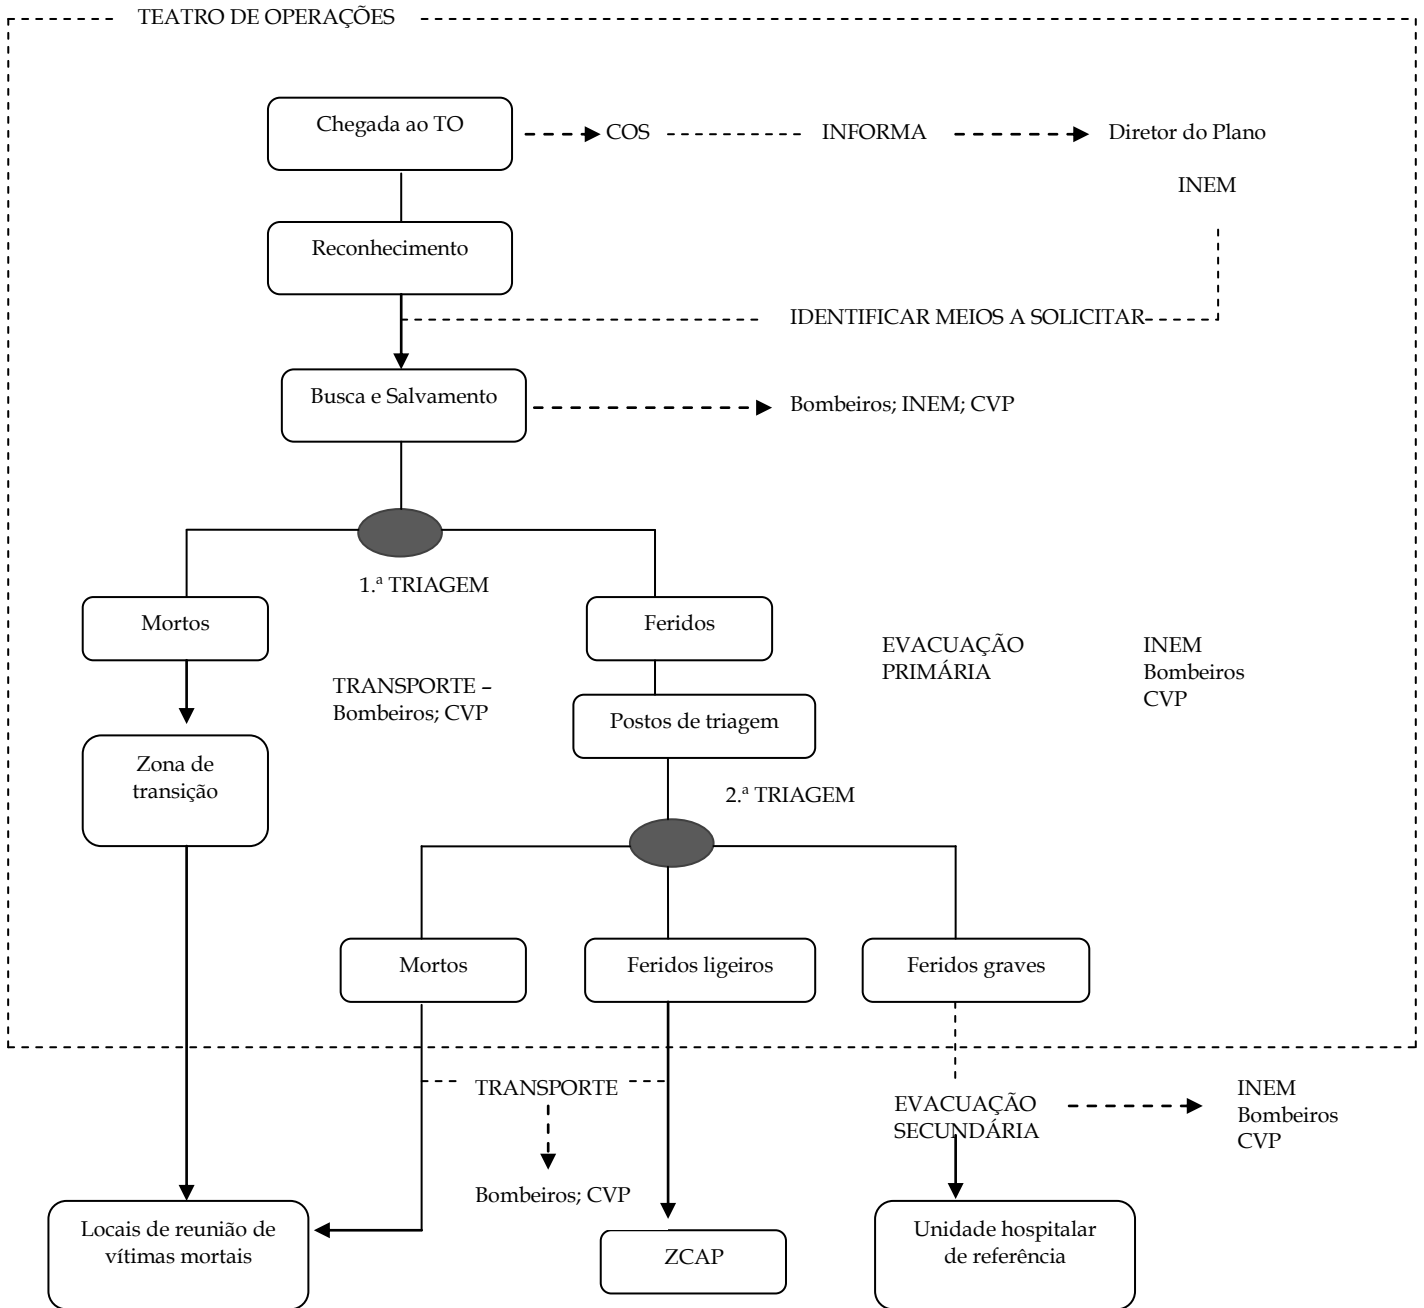 TEATRO DE OPERAÇÕES
Chegada ao TO
COS
INFORMA
Diretor do Plano
INEM
Reconhecimento
IDENTIFICAR MEIOS A SOLICITAR
Busca e Salvamento
Bombeiros; INEM; CVP
1.ª TRIAGEM
Mortos
Feridos
EVACUAÇÃO
PRIMÁRIA
INEM
Bombeiros
CVP
TRANSPORTE –
Bombeiros; CVP
Postos de triagem
Zona de
transição
2.ª TRIAGEM
Mortos
Feridos ligeiros
Feridos graves
TRANSPORTE
EVACUAÇÃO
SECUNDÁRIA
INEM
Bombeiros
CVP
Bombeiros; CVP
Locais de reunião de
vítimas mortais
ZCAP
Unidade hospitalar
de referência